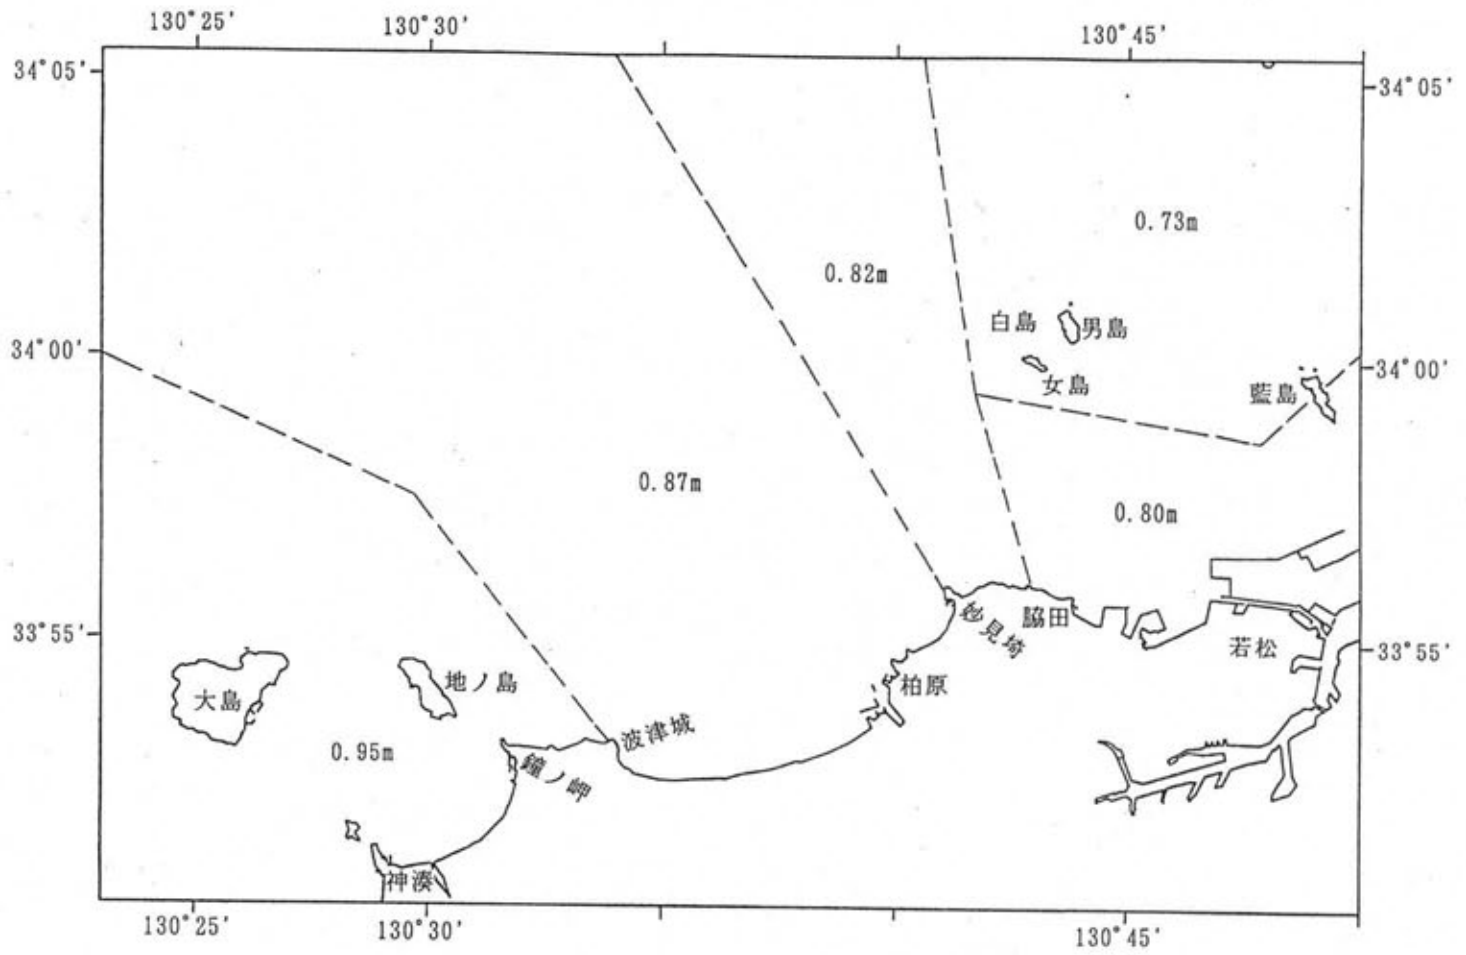 130°25' 130°30' 130°45'
34°05' 34°05'
0.73m
0.82m
白島 男島
34°00' 34°00'
女島 藍島
0.87m
0.80m
33°55' 33°55'
妙見埼 脇田 若松
大島 地ノ島 柏原
波津城
0.95m
鐘ノ岬
神湊
130°25' 130°30' 130°45'